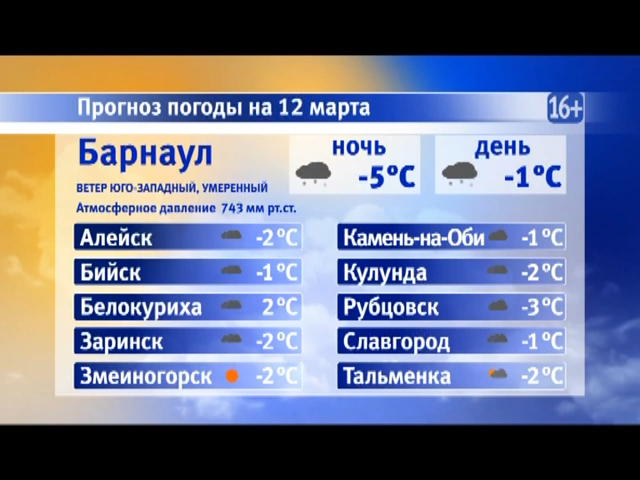 Прогноз погоды на 12 марта 16+
Барнаул
ночь -5°C
день -1°C
ВЕТЕР ЮГО-ЗАПАДНЫЙ, УМЕРЕННЫЙ
Атмосферное давление 743 мм рт.ст.
Алейск -2°C
Бийск -1°C
Белокуриха 2°C
Заринск -2°C
Змеиногорск -2°C
Камень-на-Оби -1°C
Кулунда -2°C
Рубцовск -3°C
Славгород -1°C
Тальменка -2°C